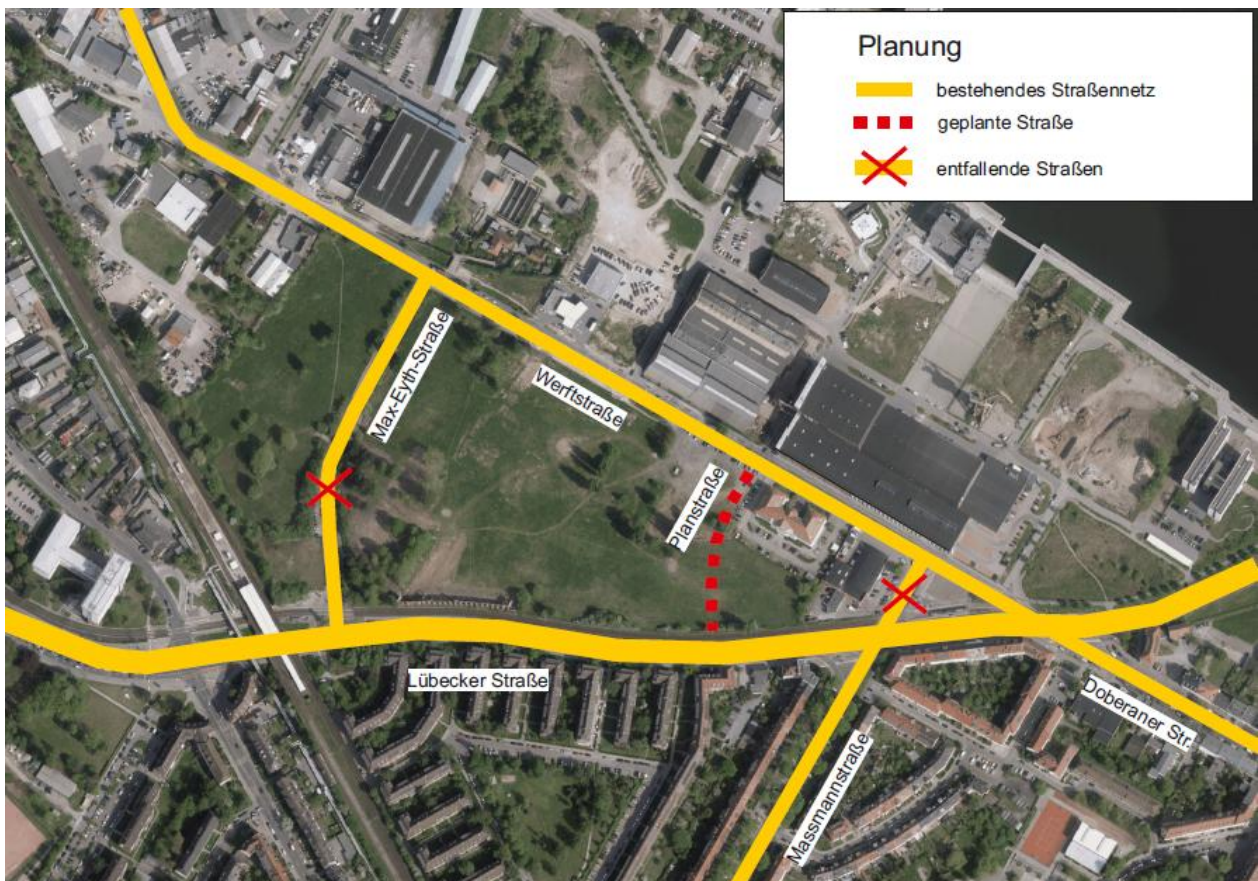 Planung
bestehendes Straßennetz
geplante Straße
entfallende Straßen
Max-Eyth-Straße
Werftstraße
Planstraße
Lübecker Straße
Doberaner Str.
Massmannstraße